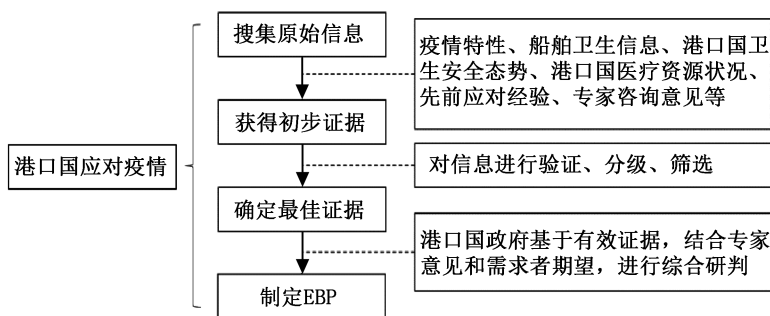 搜集原始信息
疫情特性、船舶卫生信息、港口国卫
生安全态势、港口国医疗资源状况、
先前应对经验、专家咨询意见等
获得初步证据
港口国应对疫情
对信息进行验证、分级、筛选
确定最佳证据
港口国政府基于有效证据，结合专家
意见和需求者期望，进行综合研判
制定EBP